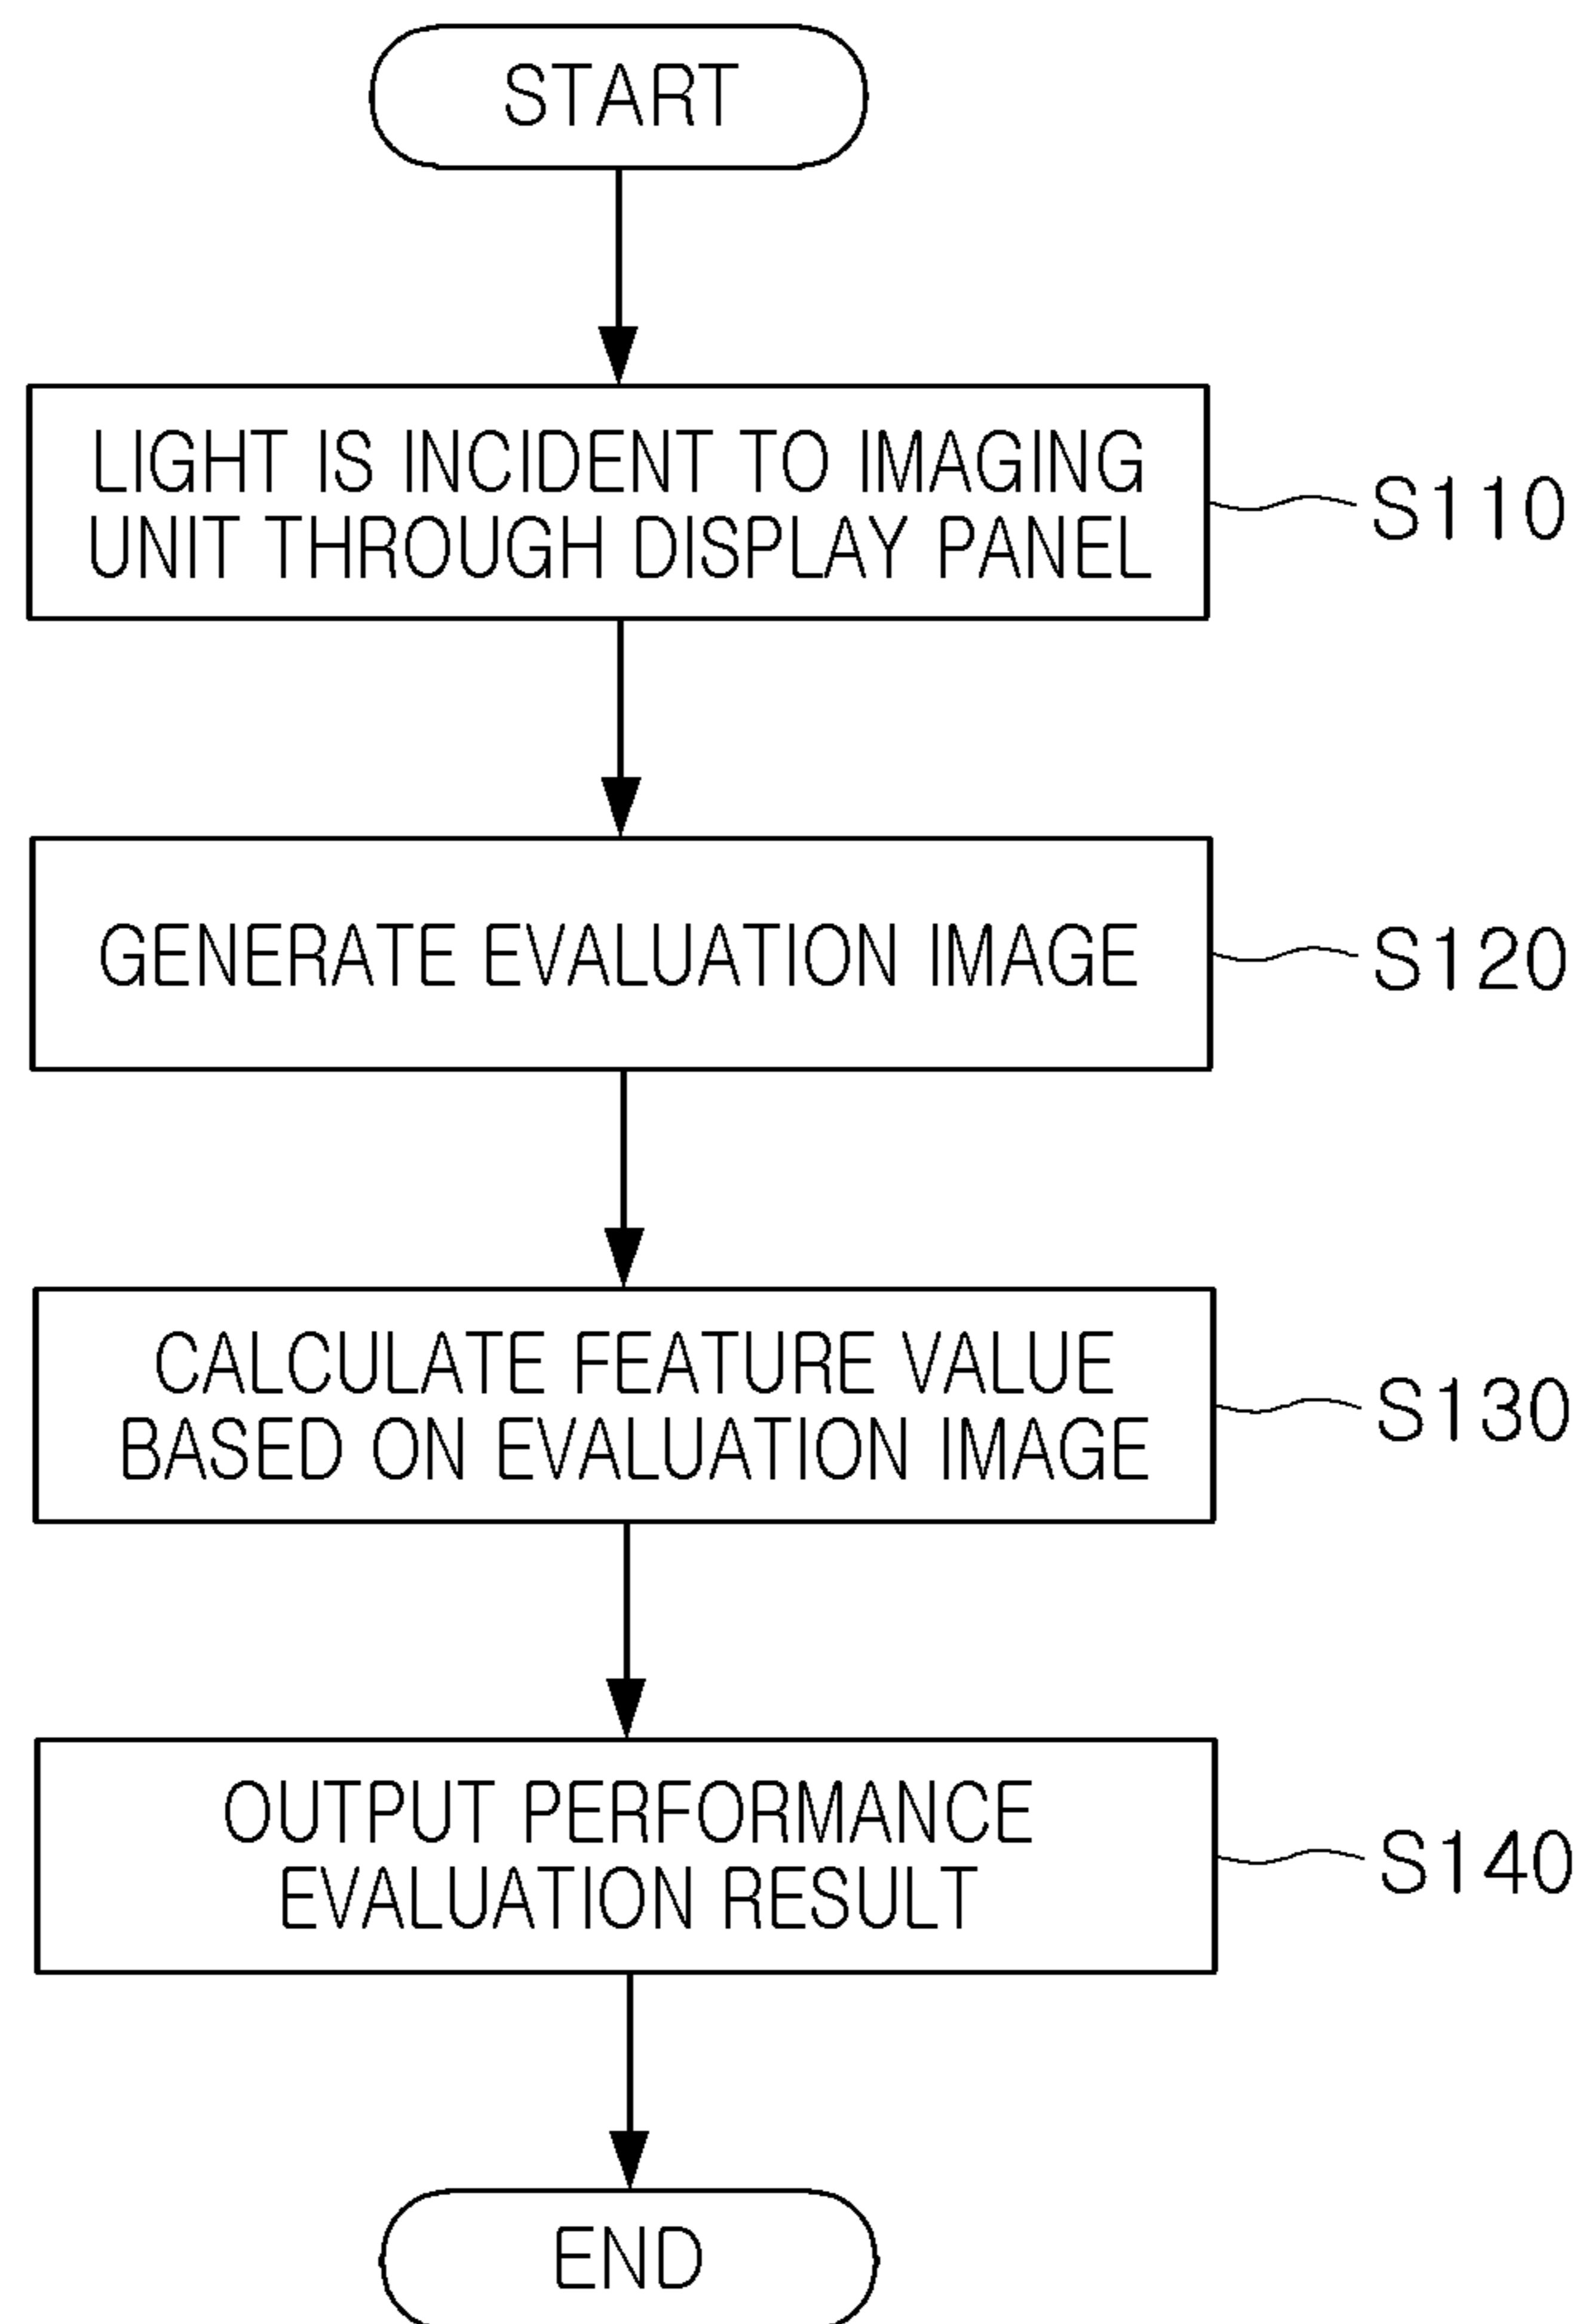 START
LIGHT IS INCIDENT TO IMAGING
UNIT THROUGH DISPLAY PANEL
S110
GENERATE EVALUATION IMAGE
S120
CALCULATE FEATURE VALUE
BASED ON EVALUATION IMAGE
S130
OUTPUT PERFORMANCE
EVALUATION RESULT
S140
END